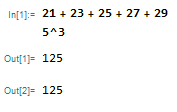 In[1]:= 21 + 23 + 25 + 27 + 29
5^3
Out[1]= 125
Out[2]= 125